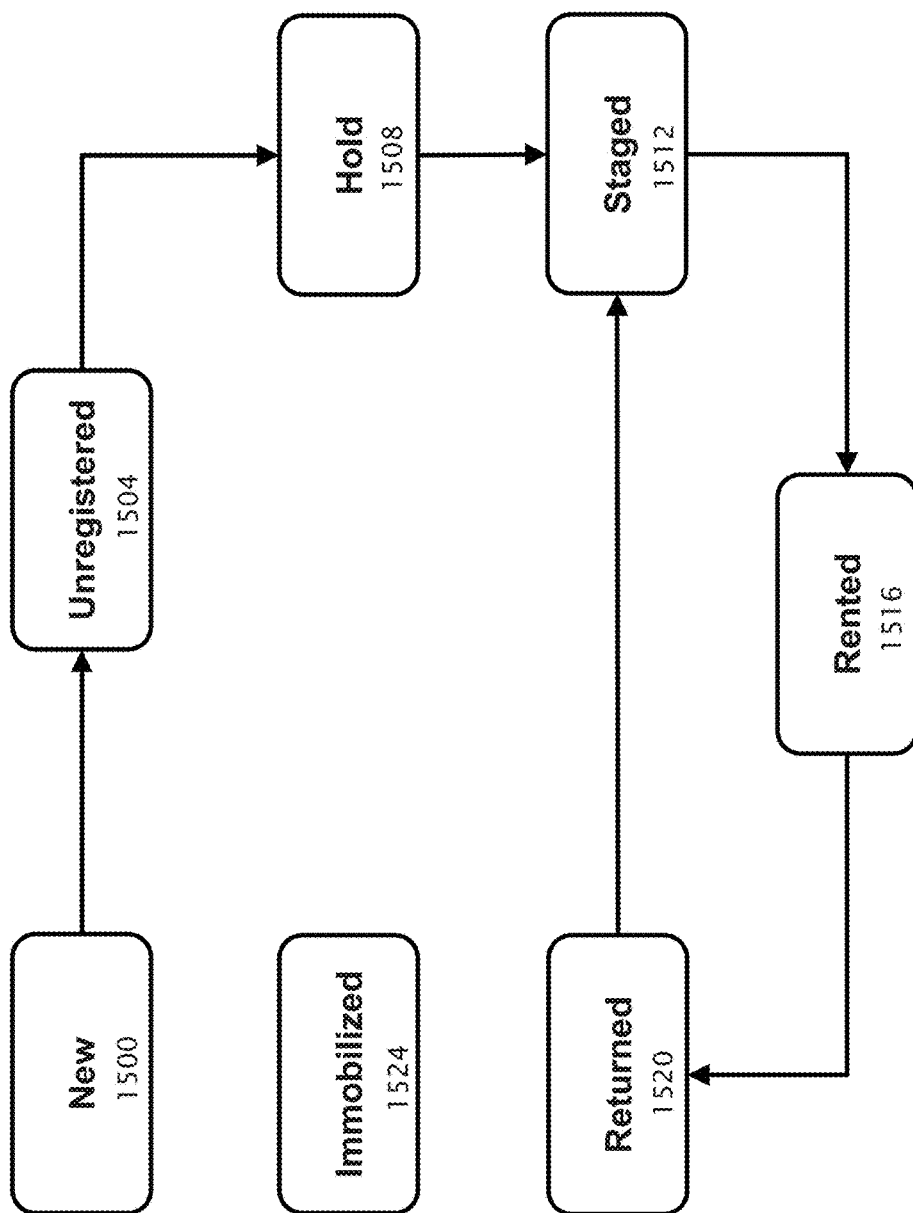 New
1500
Unregistered
1504
Hold
1508
Immobilized
1524
Staged
1512
Returned
1520
Rented
1516